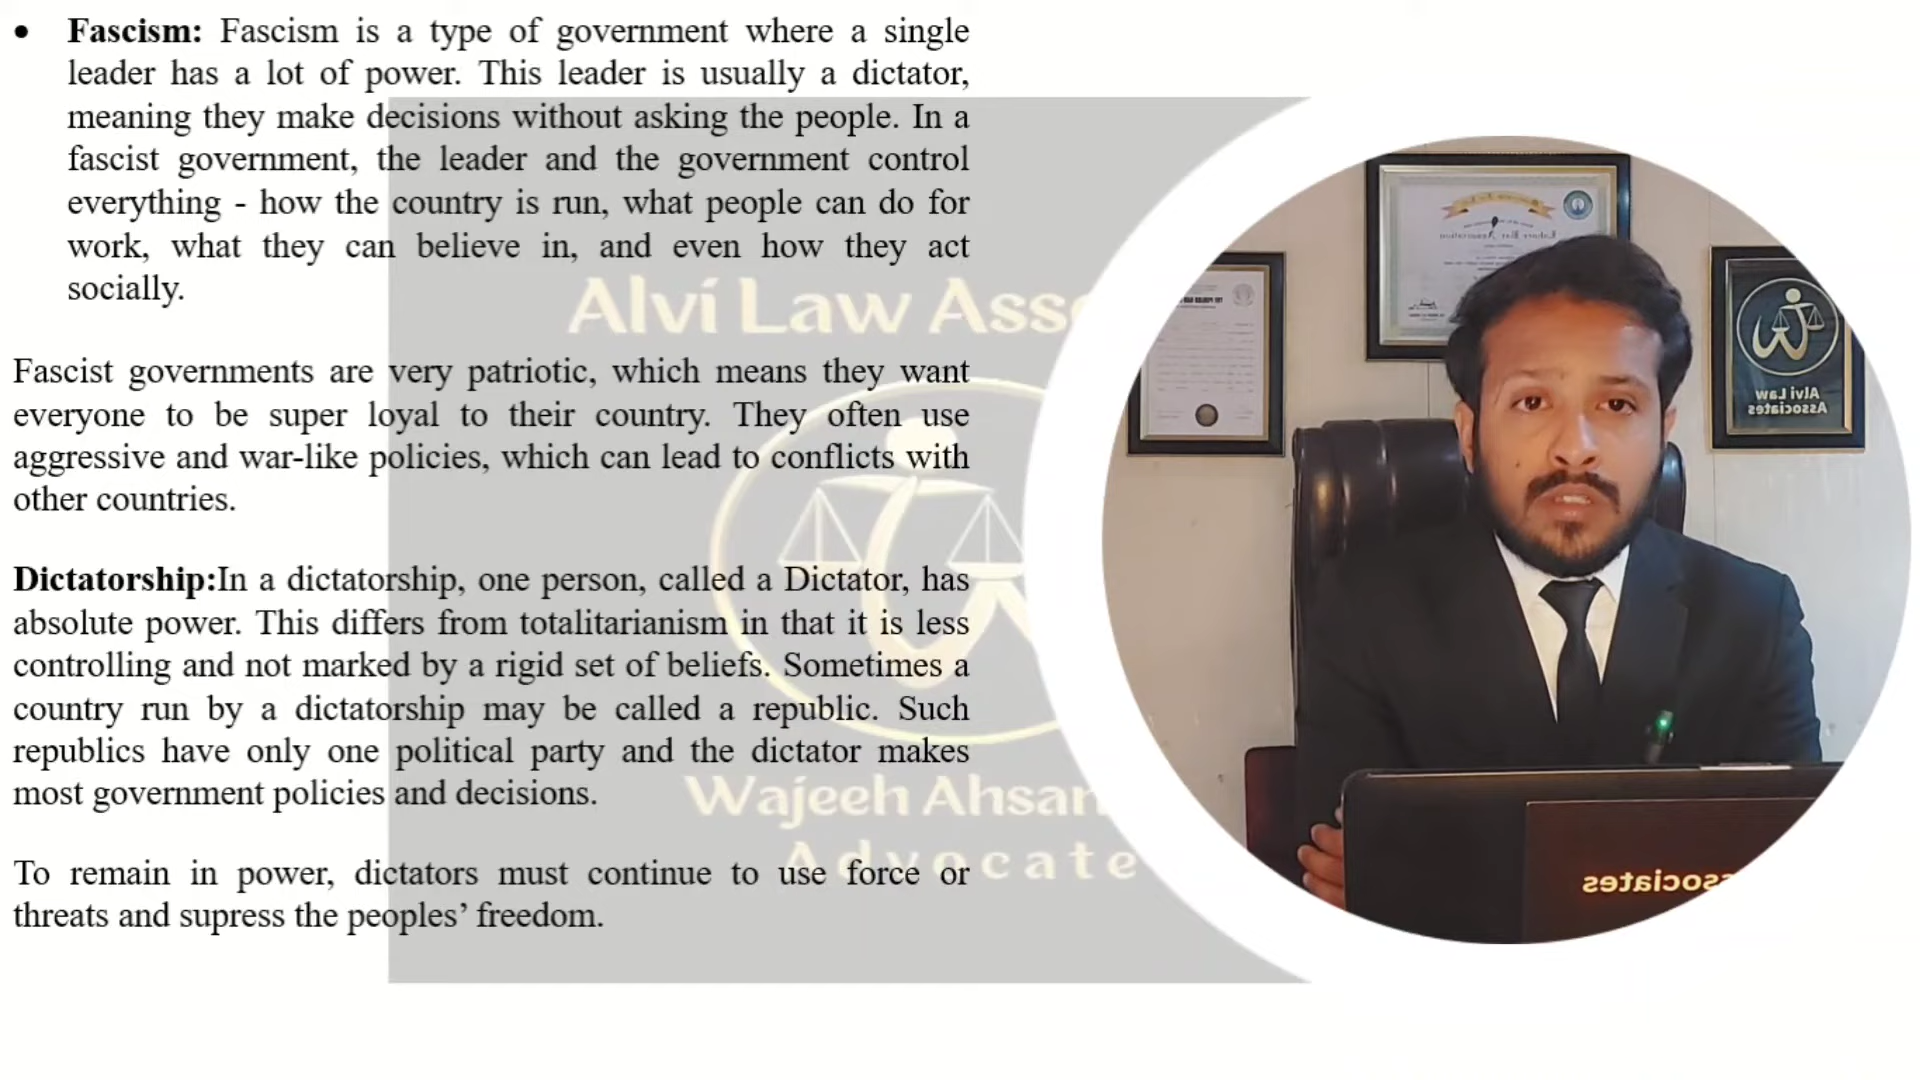 • Fascism: Fascism is a type of government where a single
leader has a lot of power. This leader is usually a dictator,
meaning they make decisions without asking the people. In a
fascist government, the leader and the government control
everything - how the country is run, what people can do for
work, what they can believe in, and even how they act
socially.
Fascist governments are very patriotic, which means they want
everyone to be super loyal to their country. They often use
aggressive and war-like policies, which can lead to conflicts with
other countries.
Dictatorship:In a dictatorship, one person, called a Dictator, has
absolute power. This differs from totalitarianism in that it is less
controlling and not marked by a rigid set of beliefs. Sometimes a
country run by a dictatorship may be called a republic. Such
republics have only one political party and the dictator makes
most government policies and decisions.
To remain in power, dictators must continue to use force or
threats and supress the peoples’ freedom.
Alvi Law Asso
Wajeeh Ahsan
Advocate
Lahore Bar Association
Alvi Law
Associates
ssociates